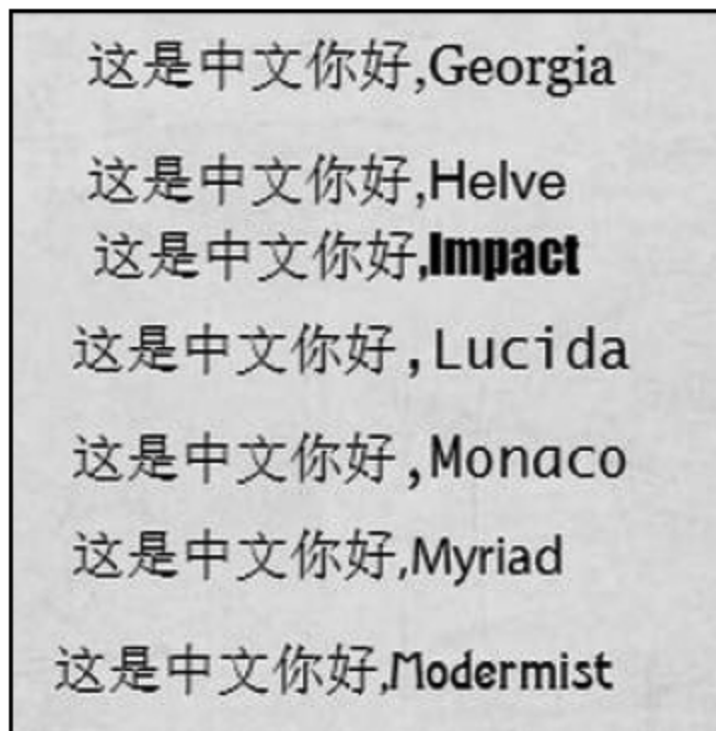 这是中文你好,Georgia
这是中文你好,Helve
这是中文你好,Impact
这是中文你好,Lucida
这是中文你好,Monaco
这是中文你好,Myriad
这是中文你好,Modermist